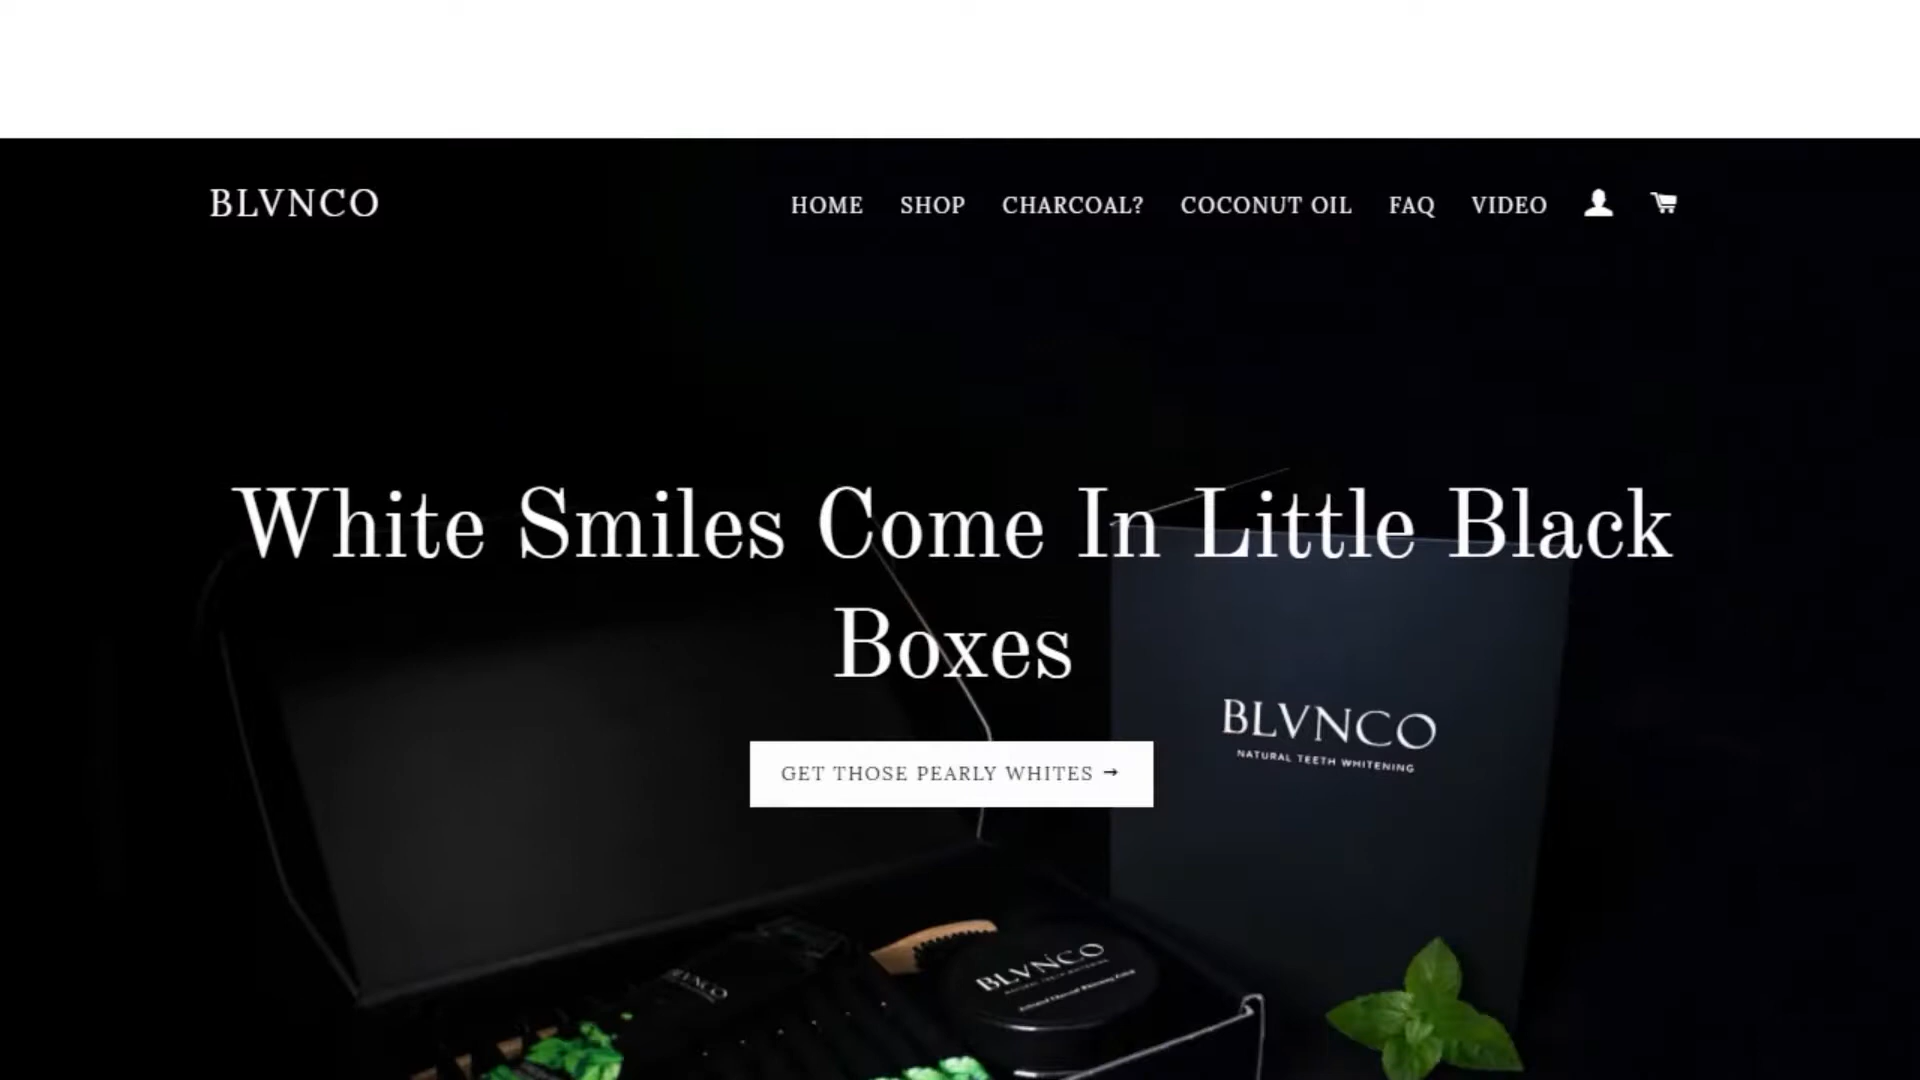 BLVNCO
HOME SHOP CHARCOAL? COCONUT OIL FAQ VIDEO
White Smiles Come In Little Black
Boxes
GET THOSE PEARLY WHITES →
BLVNCO
NATURAL TEETH WHITENING
BLVNCO
BLVNCO